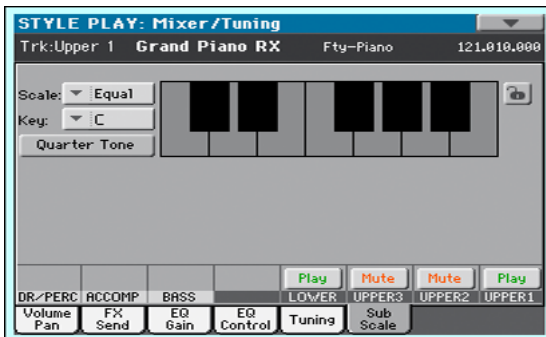 STYLE PLAY: Mixer/Tuning
Trk:Upper 1 Grand Piano RX Fty-Piano 121.010.000
Scale: Equal
Key: C
Quarter Tone
Play Mute Mute Play
DR/PERC ACCOMP BASS LOWER UPPER3 UPPER2 UPPER1
Volume Pan FX Send EQ Gain EQ Control Tuning Sub Scale